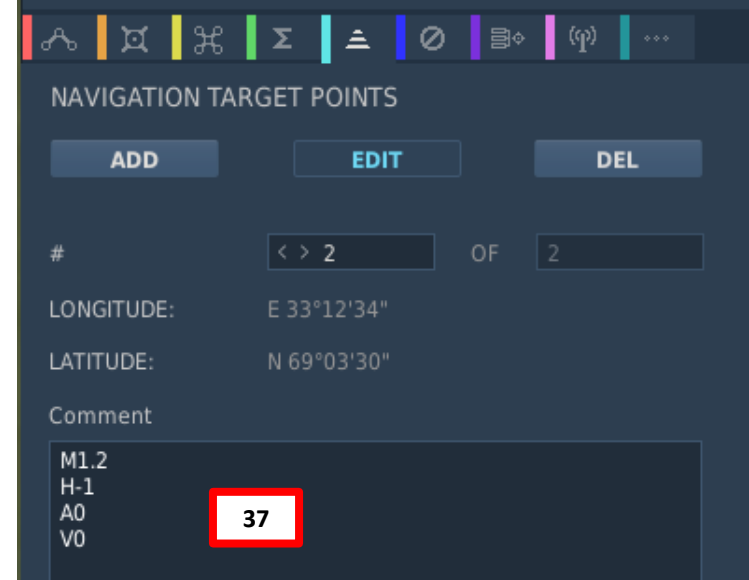 NAVIGATION TARGET POINTS
ADD EDIT DEL
# < > 2 OF 2
LONGITUDE: E 33°12'34"
LATITUDE: N 69°03'30"
Comment
M1.2
H-1
A0
V0
37